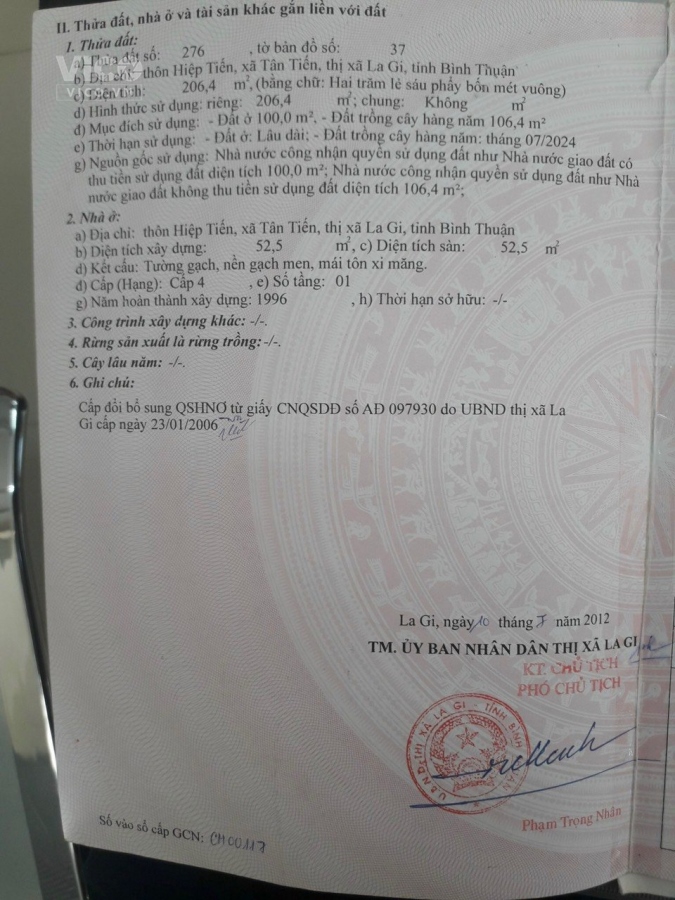 II. Thửa đất, nhà ở và tài sản khác gắn liền với đất
1. Thửa đất:
a) Thửa đất số: 276 , tờ bản đồ số: 37
b) Địa chỉ: thôn Hiệp Tiến, xã Tân Tiến, thị xã La Gi, tỉnh Bình Thuận
c) Diện tích: 206,4 m², (bằng chữ: Hai trăm lẻ sáu phẩy bốn mét vuông)
d) Hình thức sử dụng: riêng: 206,4 m²; chung: Không m²
đ) Mục đích sử dụng: - Đất ở 100,0 m², - Đất trồng cây hàng năm 106,4 m²
e) Thời hạn sử dụng: - Đất ở: Lâu dài; - Đất trồng cây hàng năm: tháng 07/2024
g) Nguồn gốc sử dụng: Nhà nước công nhận quyền sử dụng đất như Nhà nước giao đất có
thu tiền sử dụng đất diện tích 100,0 m²; Nhà nước công nhận quyền sử dụng đất như Nhà
nước giao đất không thu tiền sử dụng đất diện tích 106,4 m²;
2. Nhà ở:
a) Địa chỉ: thôn Hiệp Tiến, xã Tân Tiến, thị xã La Gi, tỉnh Bình Thuận
b) Diện tích xây dựng: 52,5 m², c) Diện tích sàn: 52,5 m²
d) Kết cấu: Tường gạch, nền gạch men, mái tôn xi măng.
đ) Cấp (Hạng): Cấp 4 , e) Số tầng: 01
g) Năm hoàn thành xây dựng: 1996 , h) Thời hạn sở hữu: -/-
3. Công trình xây dựng khác: -/-.
4. Rừng sản xuất là rừng trồng: -/-.
5. Cây lâu năm: -/-.
6. Ghi chú:
Cấp đổi bổ sung QSHNỞ từ giấy CNQSDĐ số AĐ 097930 do UBND thị xã La
Gi cấp ngày 23/01/2006
La Gi, ngày 10 tháng 7 năm 2012
TM. ỦY BAN NHÂN DÂN THỊ XÃ LA GI
KT. CHỦ TỊCH
PHÓ CHỦ TỊCH
U.B.N.D THỊ XÃ LA GI - TỈNH BÌNH THUẬN
Phạm Trọng Nhân
Số vào sổ cấp GCN: CH00117